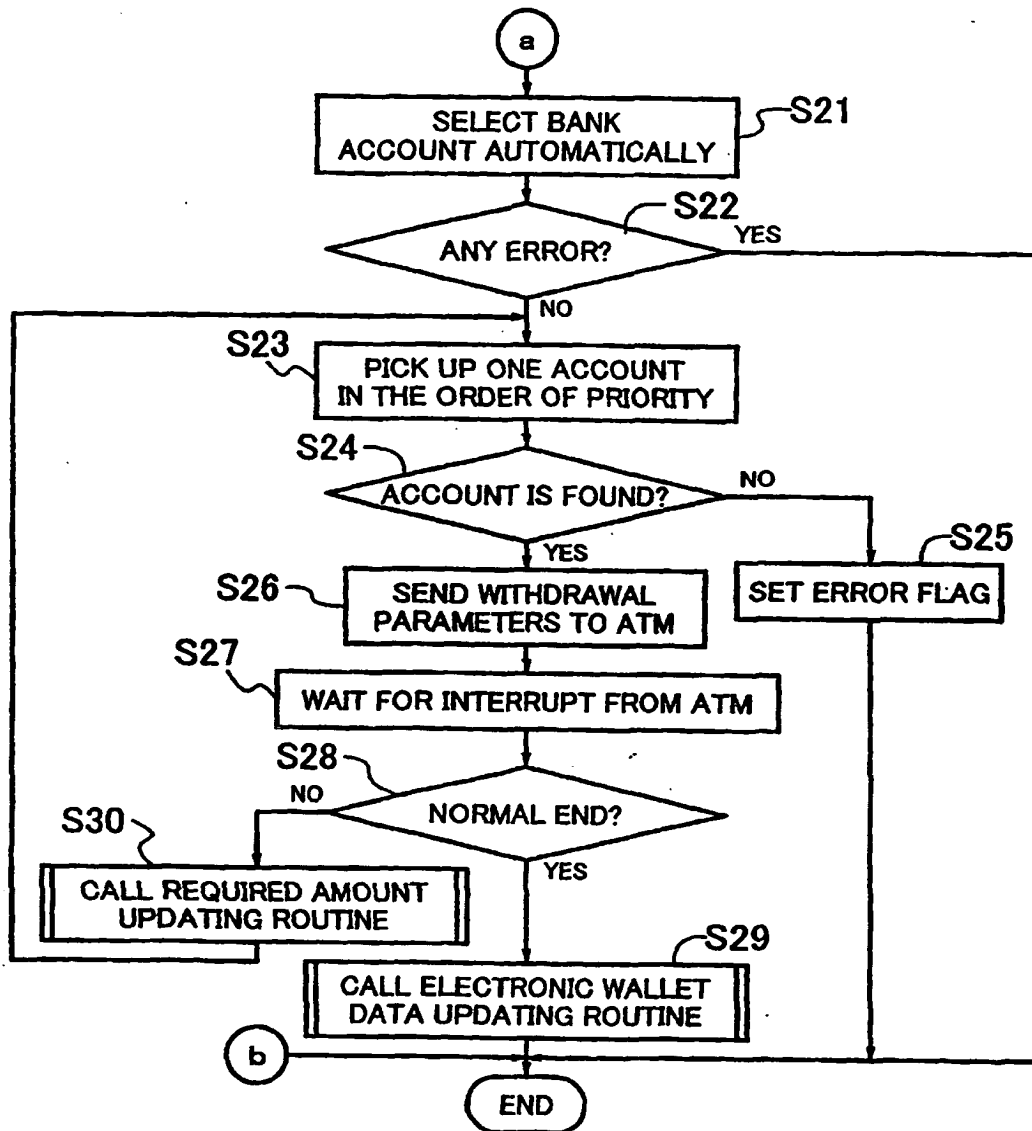 a
SELECT BANK
ACCOUNT AUTOMATICALLY
S21
S22
ANY ERROR?
YES
NO
S23
PICK UP ONE ACCOUNT
IN THE ORDER OF PRIORITY
S24
ACCOUNT IS FOUND?
NO
YES
S25
SET ERROR FLAG
S26
SEND WITHDRAWAL
PARAMETERS TO ATM
S27
WAIT FOR INTERRUPT FROM ATM
S28
NO
NORMAL END?
YES
S30
CALL REQUIRED AMOUNT
UPDATING ROUTINE
S29
CALL ELECTRONIC WALLET
DATA UPDATING ROUTINE
b
END